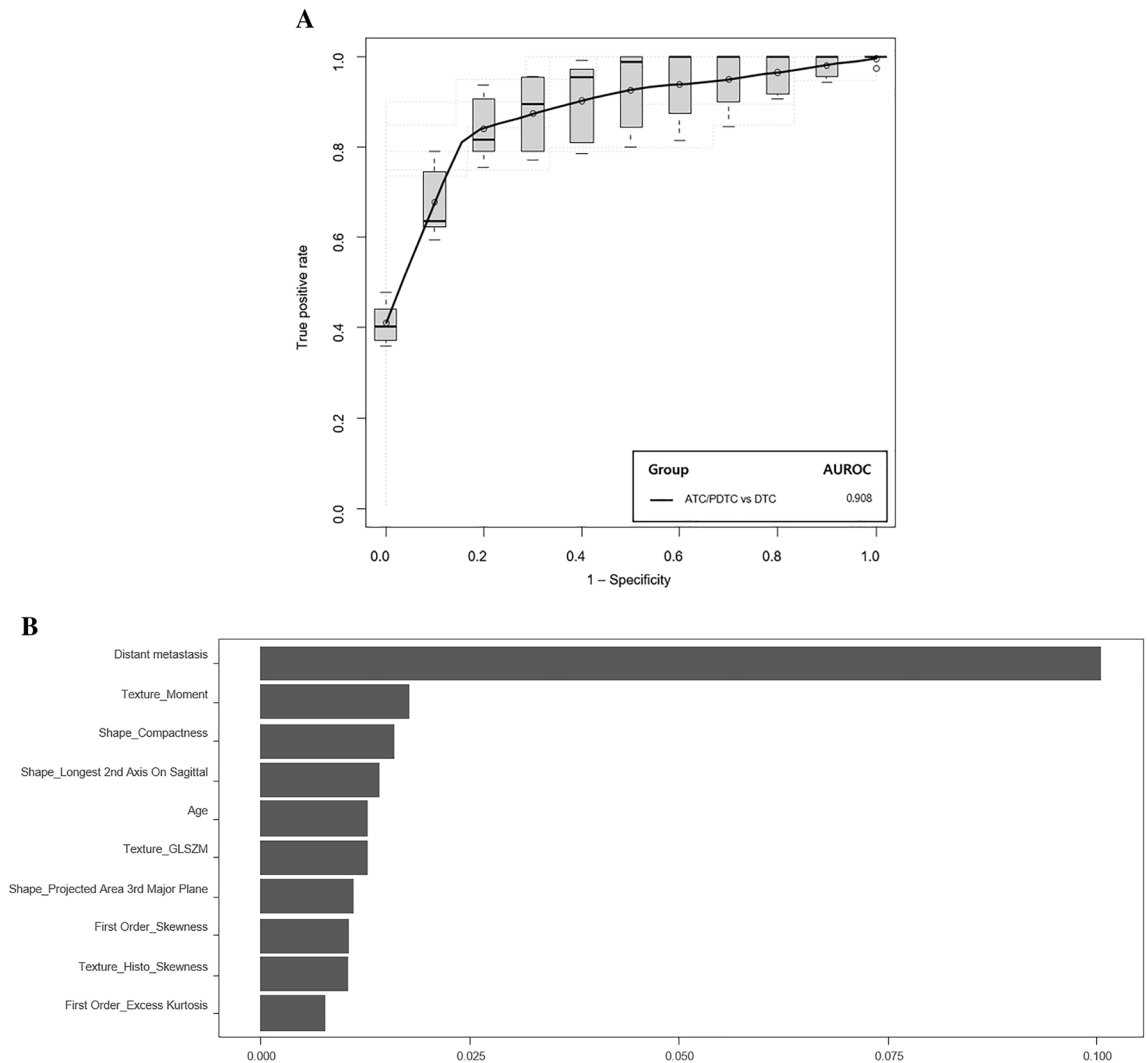 A
True positive rate
1.0
0.8
0.6
0.4
0.2
0.0
Group AUROC
ATC/PDTC vs DTC 0.908
0.0 0.2 0.4 0.6 0.8 1.0
1 – Specificity
B
Distant metastasis
Texture_Moment
Shape_Compactness
Shape_Longest 2nd Axis On Sagittal
Age
Texture_GLSZM
Shape_Projected Area 3rd Major Plane
First Order_Skewness
Texture_Histo_Skewness
First Order_Excess Kurtosis
0.000 0.025 0.050 0.075 0.100